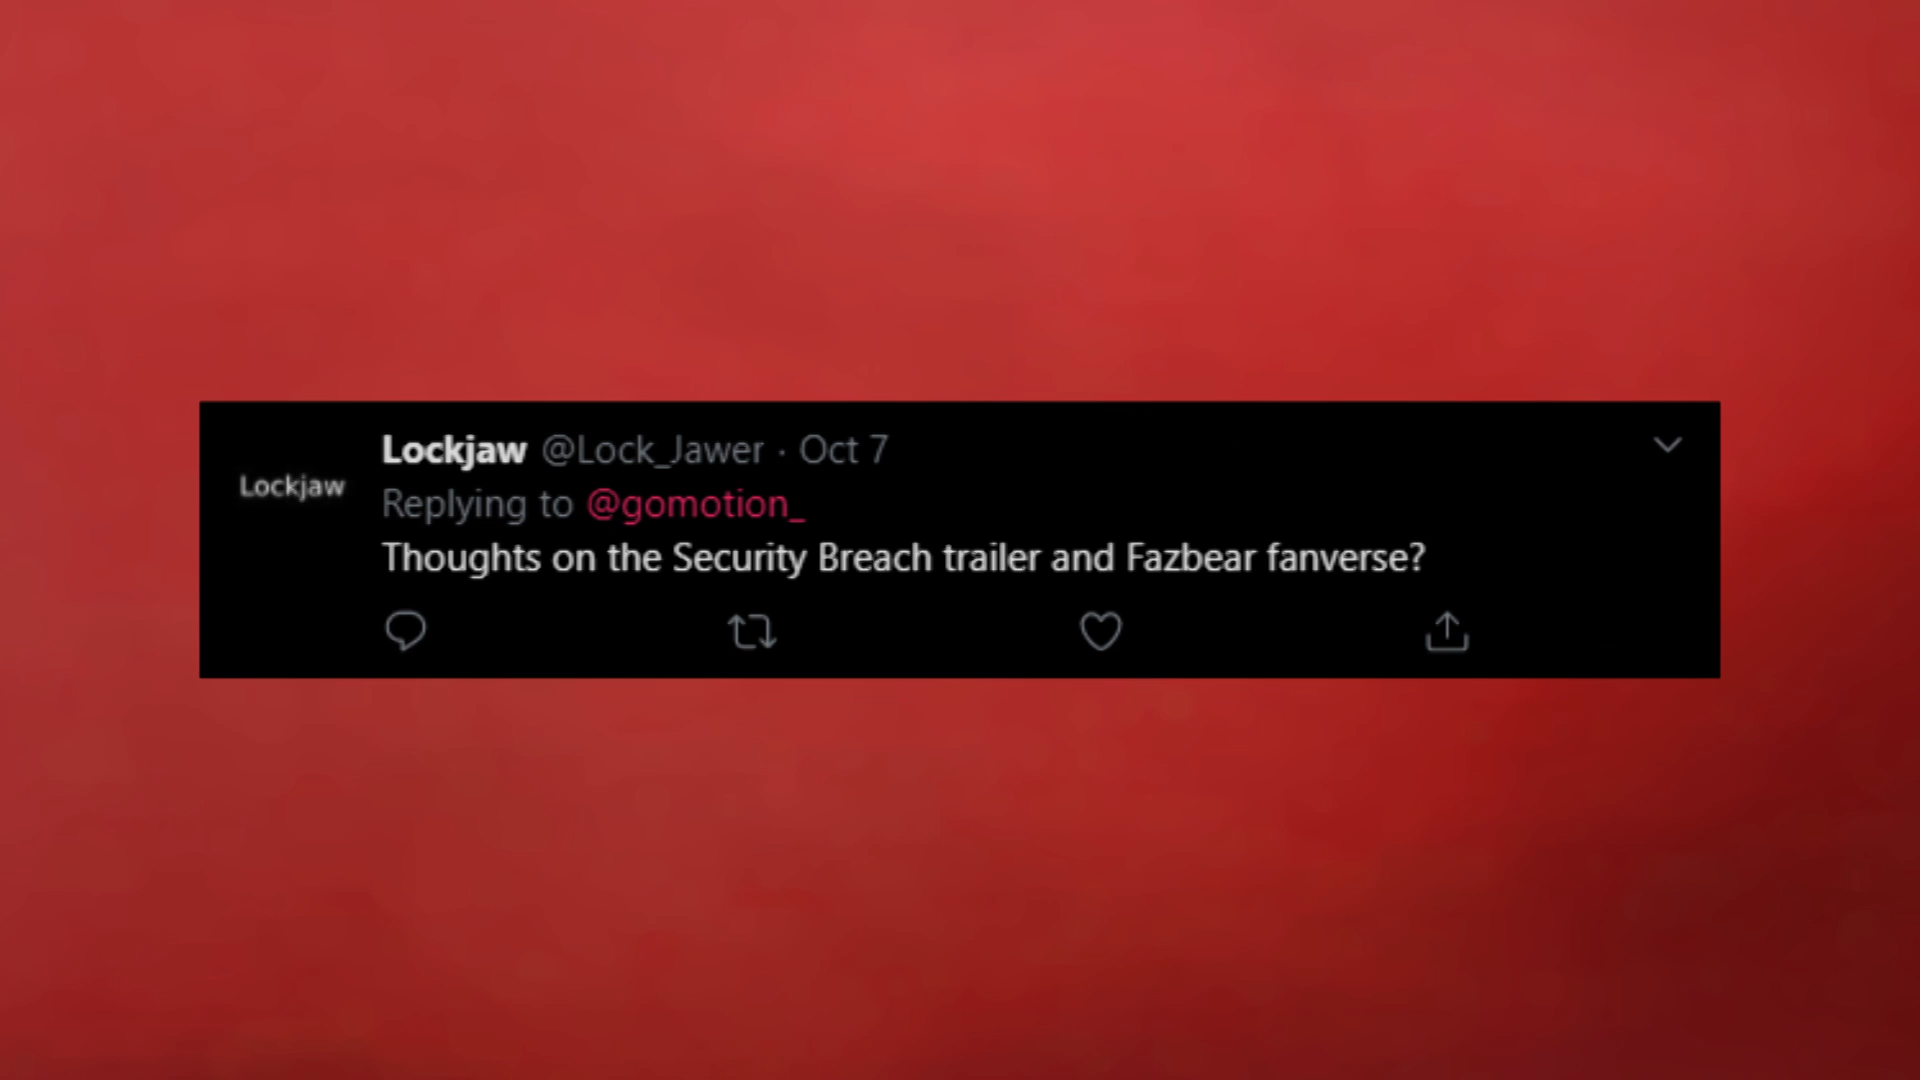 Lockjaw @Lock_Jawer · Oct 7
Lockjaw
Replying to @gomotion_
Thoughts on the Security Breach trailer and Fazbear fanverse?